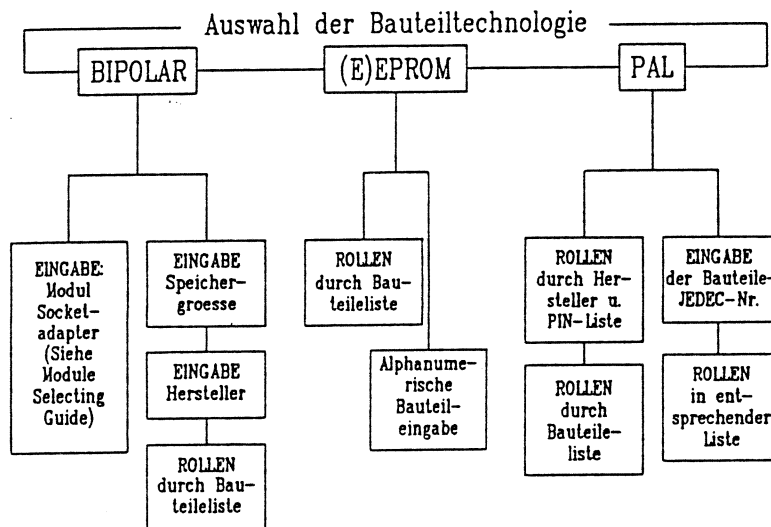 Auswahl der Bauteiltechnologie
BIPOLAR
(E)EPROM
PAL
EINGABE:
Modul
Socket-
adapter
(Siehe
Module
Selecting
Guide)
EINGABE
Speicher-
groesse
EINGABE
Hersteller
ROLLEN
durch Bau-
teileliste
ROLLEN
durch Bau-
teileliste
Alphanume-
rische
Bauteil-
eingabe
ROLLEN
durch Her-
steller u.
PIN-Liste
ROLLEN
durch
Bauteile-
liste
EINGABE
der Bauteile-
JEDEC-Nr.
ROLLEN
in ent-
sprechender
Liste